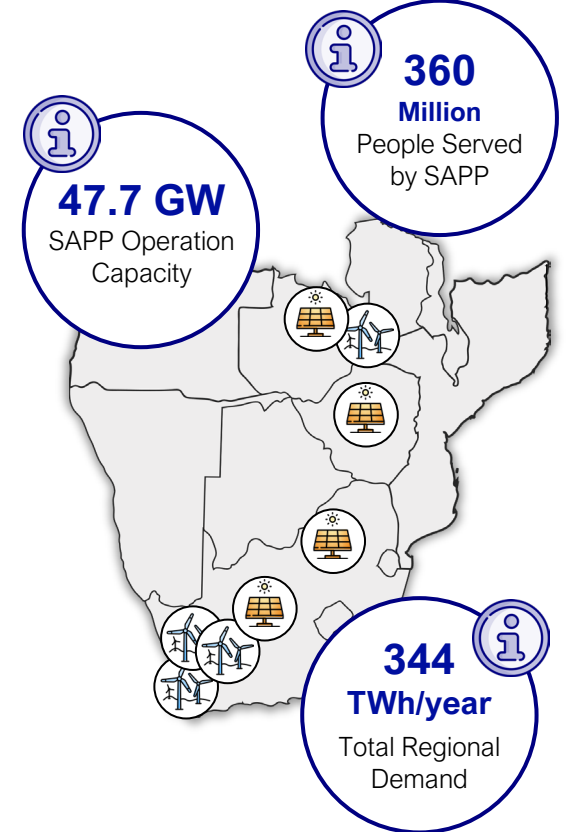 360
Million
People Served
by SAPP
47.7 GW
SAPP Operation
Capacity
344
TWh/year
Total Regional
Demand